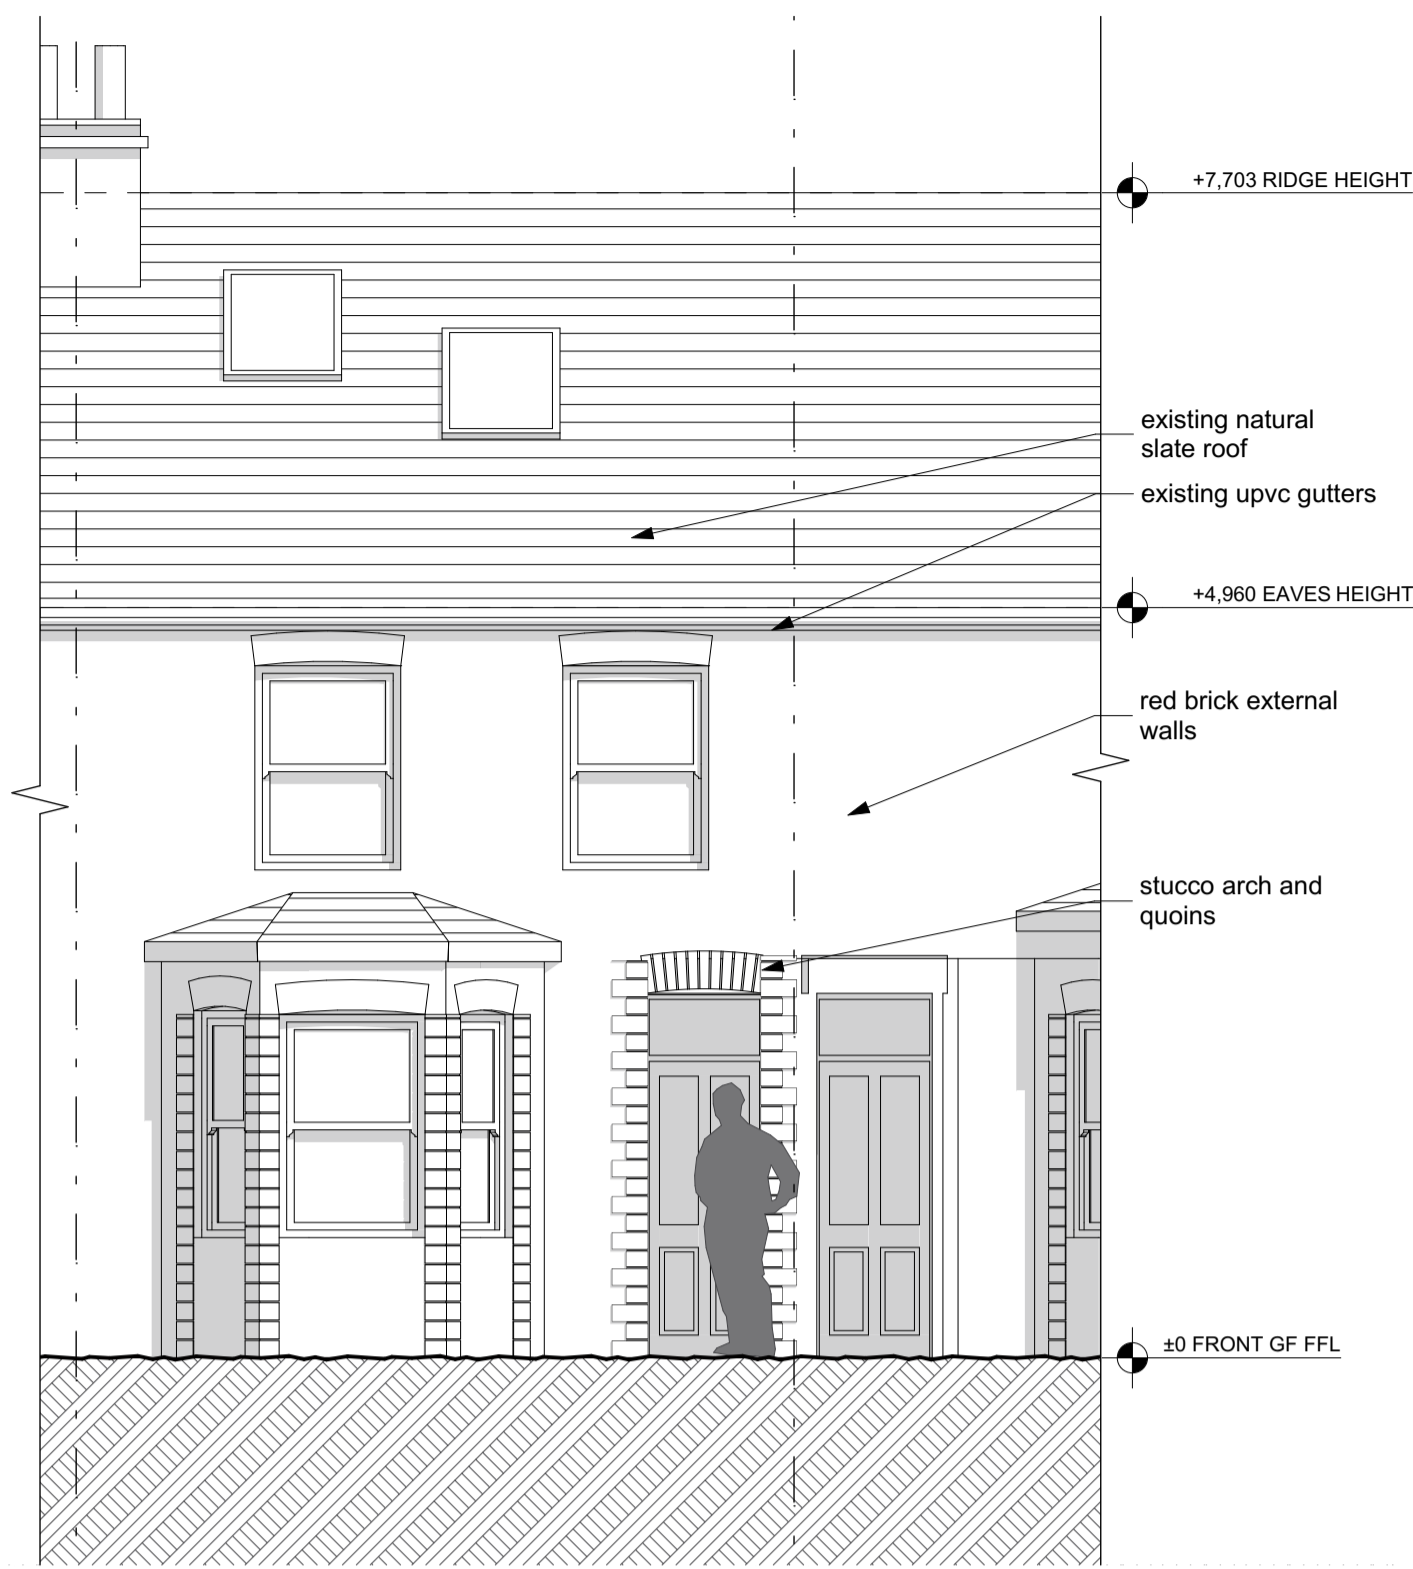 +7,703 RIDGE HEIGHT
existing natural
slate roof
existing upvc gutters
+4,960 EAVES HEIGHT
red brick external
walls
stucco arch and
quoins
±0 FRONT GF FFL